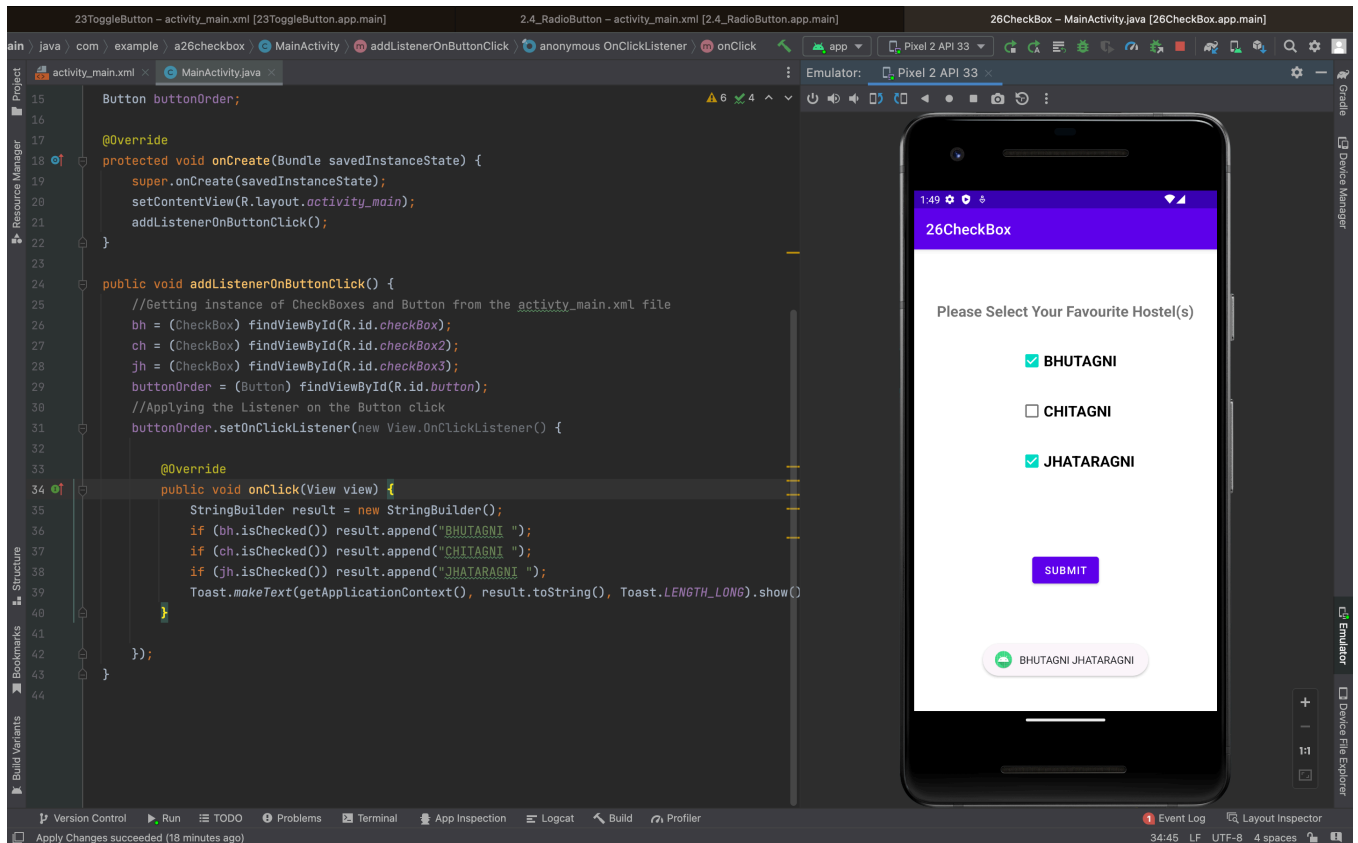 23ToggleButton – activity_main.xml [23ToggleButton.app.main]
2.4_RadioButton – activity_main.xml [2.4_RadioButton.app.main]
26CheckBox – MainActivity.java [26CheckBox.app.main]
ain › java › com › example › a26checkbox › MainActivity › addListenerOnButtonClick › anonymous OnClickListener › onClick
app
Pixel 2 API 33
activity_main.xml
MainActivity.java
Emulator:
Pixel 2 API 33
Project
Resource Manager
Structure
Bookmarks
Build Variants
6 4
15 Button buttonOrder;
16
17 @Override
18 protected void onCreate(Bundle savedInstanceState) {
19 super.onCreate(savedInstanceState);
20 setContentView(R.layout.activity_main);
21 addListenerOnButtonClick();
22 }
23
24 public void addListenerOnButtonClick() {
25 //Getting instance of CheckBoxes and Button from the activty_main.xml file
26 bh = (CheckBox) findViewById(R.id.checkBox);
27 ch = (CheckBox) findViewById(R.id.checkBox2);
28 jh = (CheckBox) findViewById(R.id.checkBox3);
29 buttonOrder = (Button) findViewById(R.id.button);
30 //Applying the Listener on the Button click
31 buttonOrder.setOnClickListener(new View.OnClickListener() {
32
33 @Override
34 public void onClick(View view) {
35 StringBuilder result = new StringBuilder();
36 if (bh.isChecked()) result.append("BHUTAGNI ");
37 if (ch.isChecked()) result.append("CHITAGNI ");
38 if (jh.isChecked()) result.append("JHATARAGNI ");
39 Toast.makeText(getApplicationContext(), result.toString(), Toast.LENGTH_LONG).show()
40 }
41
42 });
43 }
44
1:49
26CheckBox
Please Select Your Favourite Hostel(s)
BHUTAGNI
CHITAGNI
JHATARAGNI
SUBMIT
BHUTAGNI JHATARAGNI
1:1
Gradle
Device Manager
Emulator
Device File Explorer
Version Control
Run
TODO
Problems
Terminal
App Inspection
Logcat
Build
Profiler
1 Event Log
Layout Inspector
Apply Changes succeeded (18 minutes ago)
34:45 LF UTF-8 4 spaces